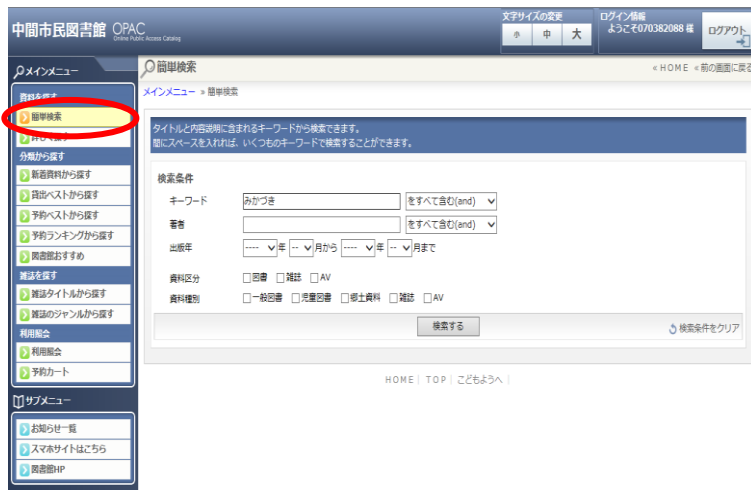 中間市民図書館 OPAC
Online Public Access Catalog
文字サイズの変更
小 中 大
ログイン情報
ようこそ070382088 様
ログアウト
メインメニュー
資料を探す
簡単検索
分類から探す
新着資料から探す
貸出ベストから探す
予約ベストから探す
予約ランキングから探す
図書館おすすめ
雑誌を探す
雑誌タイトルから探す
雑誌のジャンルから探す
利用照会
利用照会
予約カート
サブメニュー
お知らせ一覧
スマホサイトはこちら
図書館HP
簡単検索
«HOME «前の画面に戻る
メインメニュー » 簡単検索
タイトルと内容説明に含まれるキーワードから検索できます。
間にスペースを入れれば、いくつものキーワードで検索することができます。
検索条件
キーワード みかづき をすべて含む(and)
著者 をすべて含む(and)
出版年 ---- 年 -- 月から ---- 年 -- 月まで
資料区分 図書 雑誌 AV
資料種別 一般図書 児童図書 郷土資料 雑誌 AV
検索する
検索条件をクリア
HOME | TOP | こどもようへ |